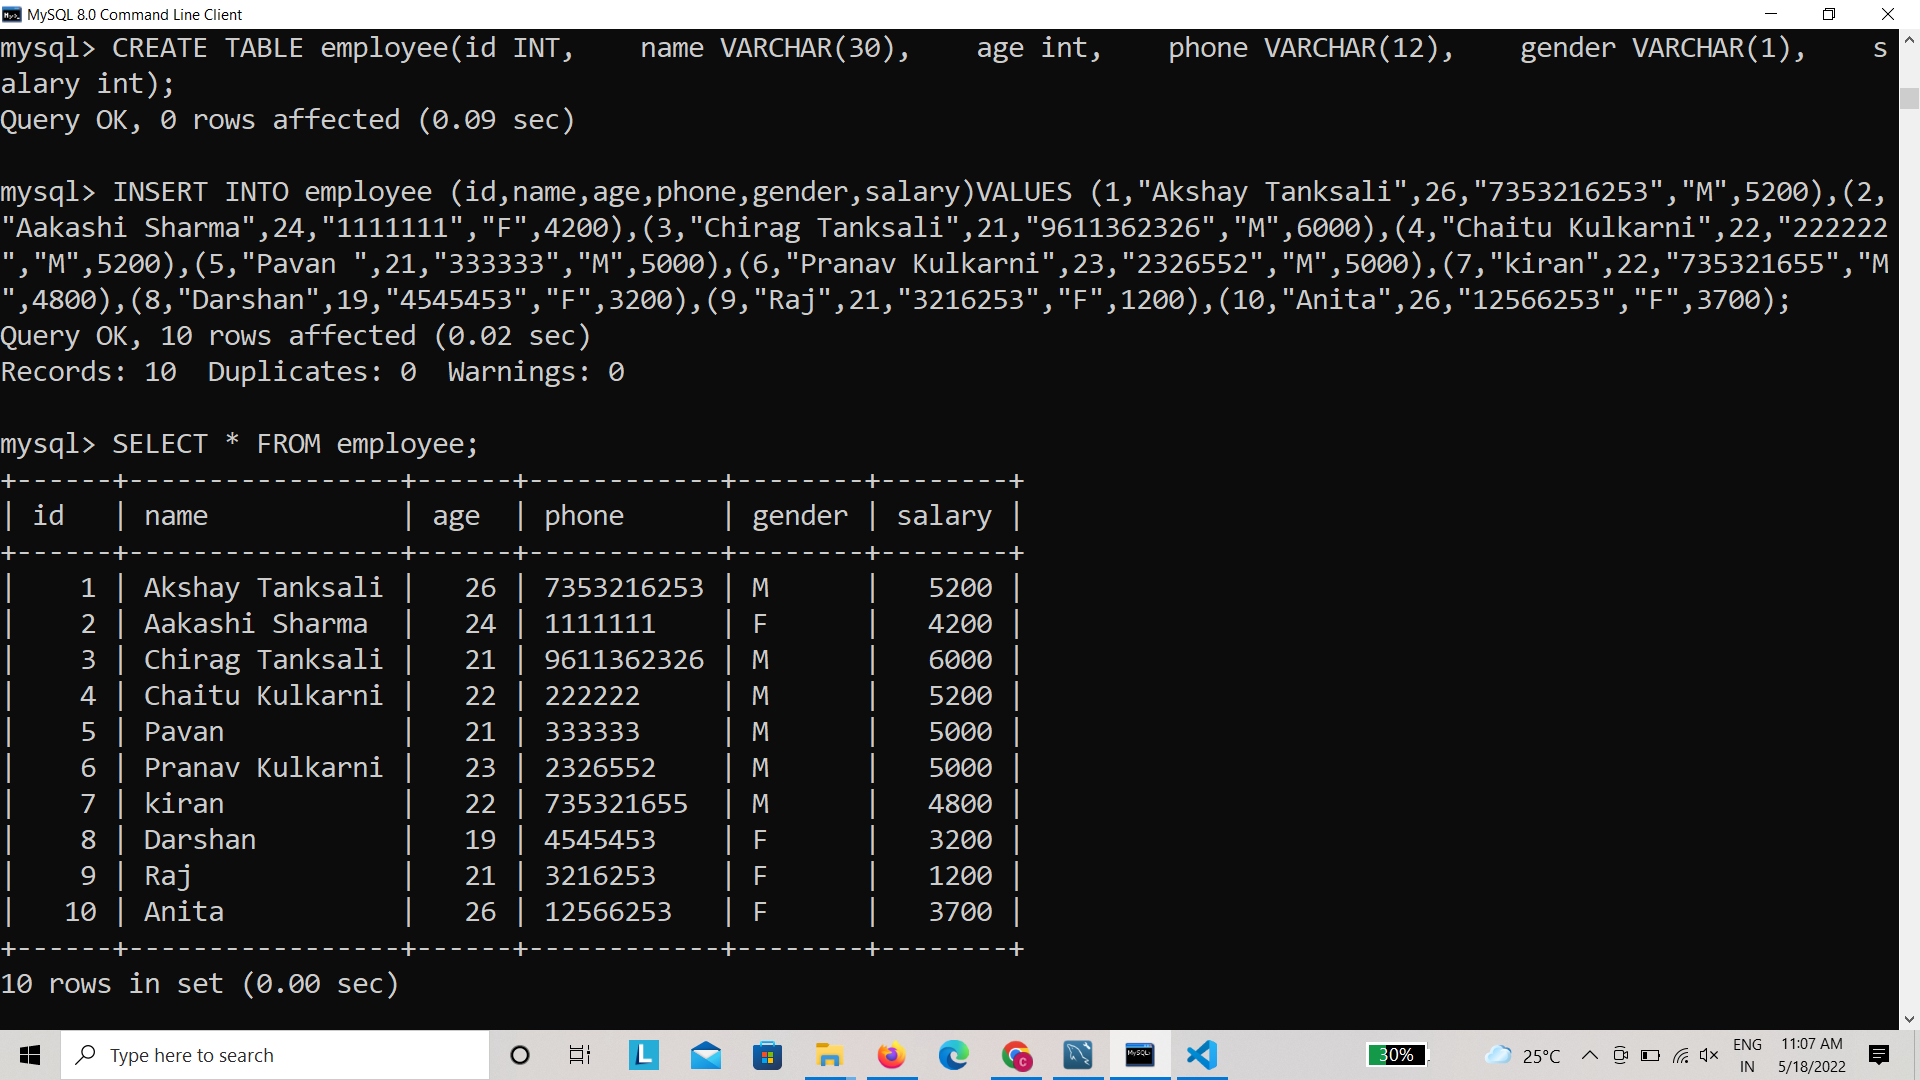 MySQL 8.0 Command Line Client
mysql> CREATE TABLE employee(id INT,    name VARCHAR(30),    age int,    phone VARCHAR(12),    gender VARCHAR(1),    s
alary int);
Query OK, 0 rows affected (0.09 sec)
mysql> INSERT INTO employee (id,name,age,phone,gender,salary)VALUES (1,"Akshay Tanksali",26,"7353216253","M",5200),(2,
"Aakashi Sharma",24,"1111111","F",4200),(3,"Chirag Tanksali",21,"9611362326","M",6000),(4,"Chaitu Kulkarni",22,"222222
","M",5200),(5,"Pavan ",21,"333333","M",5000),(6,"Pranav Kulkarni",23,"2326552","M",5000),(7,"kiran",22,"735321655","M
",4800),(8,"Darshan",19,"4545453","F",3200),(9,"Raj",21,"3216253","F",1200),(10,"Anita",26,"12566253","F",3700);
Query OK, 10 rows affected (0.02 sec)
Records: 10  Duplicates: 0  Warnings: 0
mysql> SELECT * FROM employee;
+------+-----------------+------+------------+--------+--------+
| id   | name            | age  | phone      | gender | salary |
+------+-----------------+------+------------+--------+--------+
|    1 | Akshay Tanksali |   26 | 7353216253 | M      |   5200 |
|    2 | Aakashi Sharma  |   24 | 1111111    | F      |   4200 |
|    3 | Chirag Tanksali |   21 | 9611362326 | M      |   6000 |
|    4 | Chaitu Kulkarni |   22 | 222222     | M      |   5200 |
|    5 | Pavan           |   21 | 333333     | M      |   5000 |
|    6 | Pranav Kulkarni |   23 | 2326552    | M      |   5000 |
|    7 | kiran           |   22 | 735321655  | M      |   4800 |
|    8 | Darshan         |   19 | 4545453    | F      |   3200 |
|    9 | Raj             |   21 | 3216253    | F      |   1200 |
|   10 | Anita           |   26 | 12566253   | F      |   3700 |
+------+-----------------+------+------------+--------+--------+
10 rows in set (0.00 sec)
Type here to search
L
C
MySQL
30%
25°C
ENG
IN
11:07 AM
5/18/2022